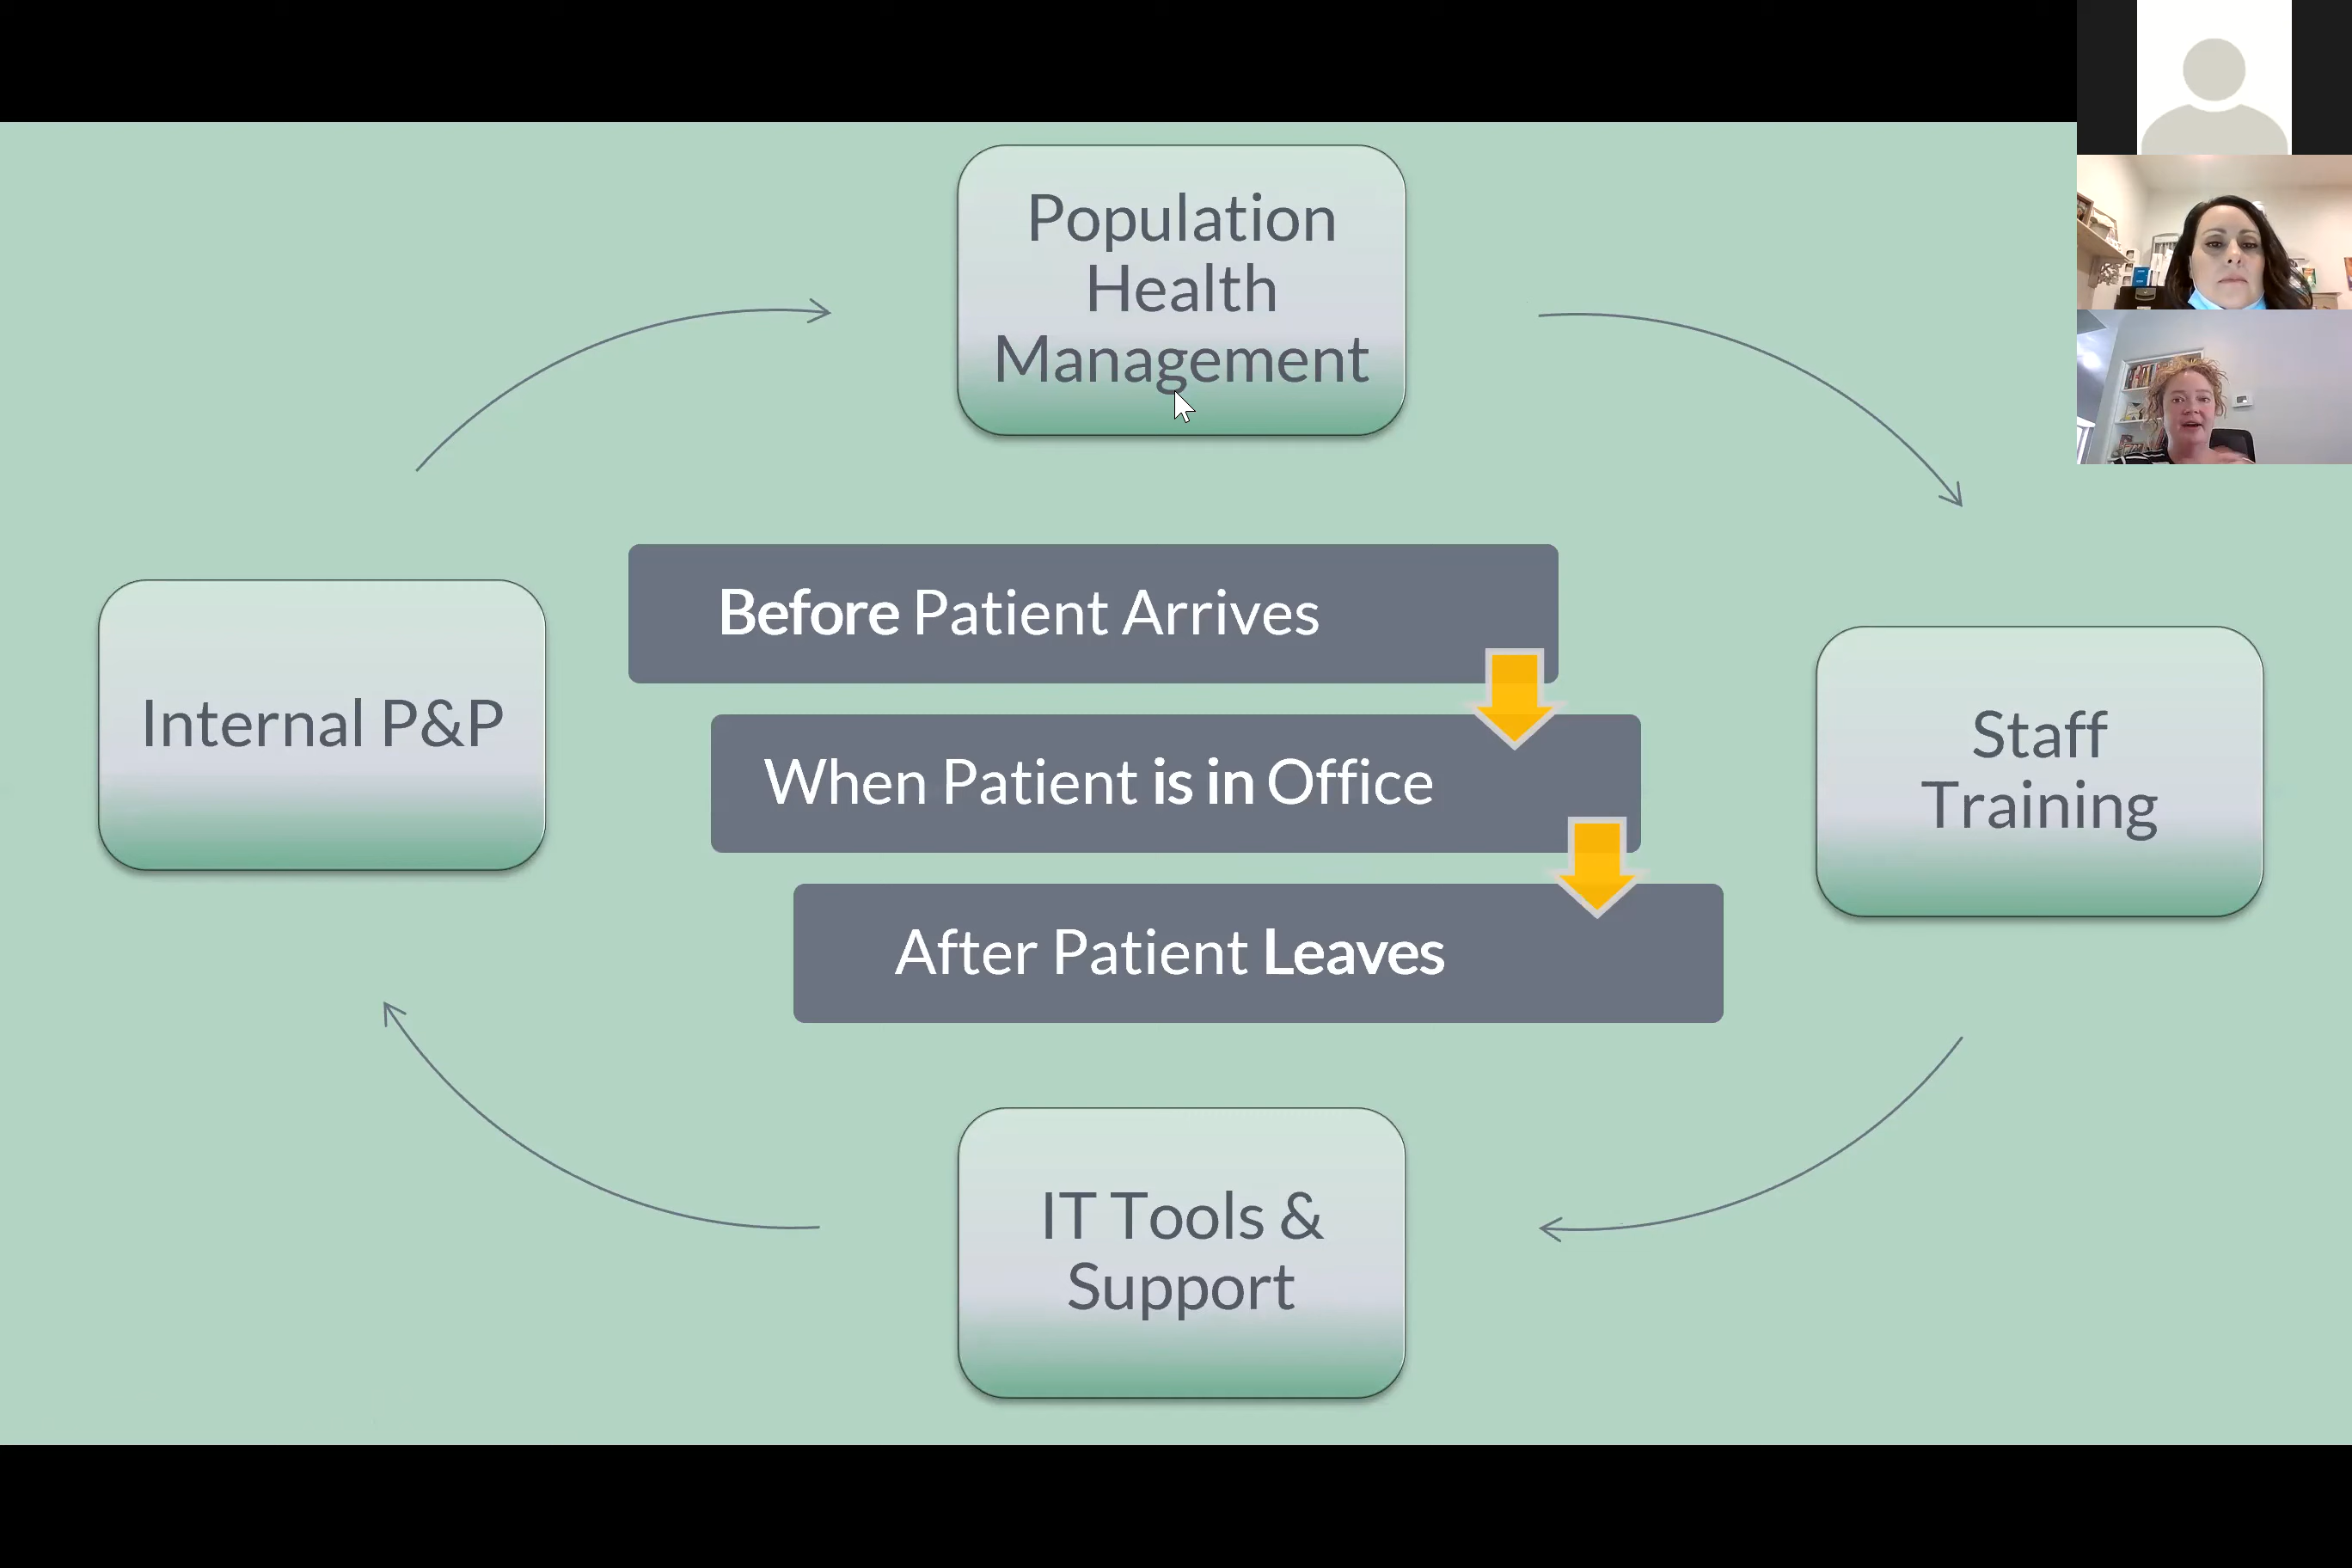 Population
Health
Management
Before Patient Arrives
Internal P&P
When Patient is in Office
Staff
Training
After Patient Leaves
IT Tools &
Support